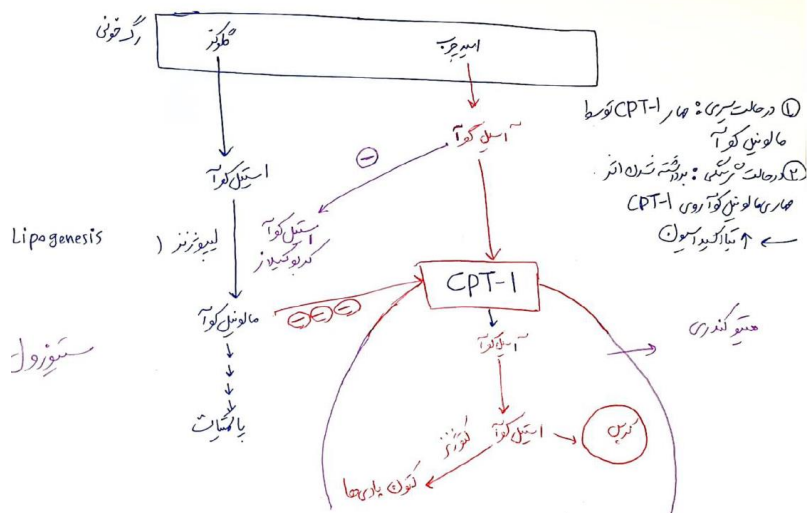 رگ خونی
گلوکز
اسید چرب
آسیل کوآ
استیل کوآ
① در حالت سیری: مهار CPT-1 توسط
مالونیل کوآ
② در حالت گرسنگی: برداشته شدن اثر
مهاری مالونیل کوآ روی CPT-1
← ↑ بتا اکسیداسیون
Lipogenesis
لیپوژنز
استیل کوآ
کربوکسیلاز
CPT-1
مالونیل کوآ
پالمیتات
سیتوزول
میتوکندری
آسیل کوآ
استیل کوآ
کتوژنز
کتون بادی‌ها
کربس